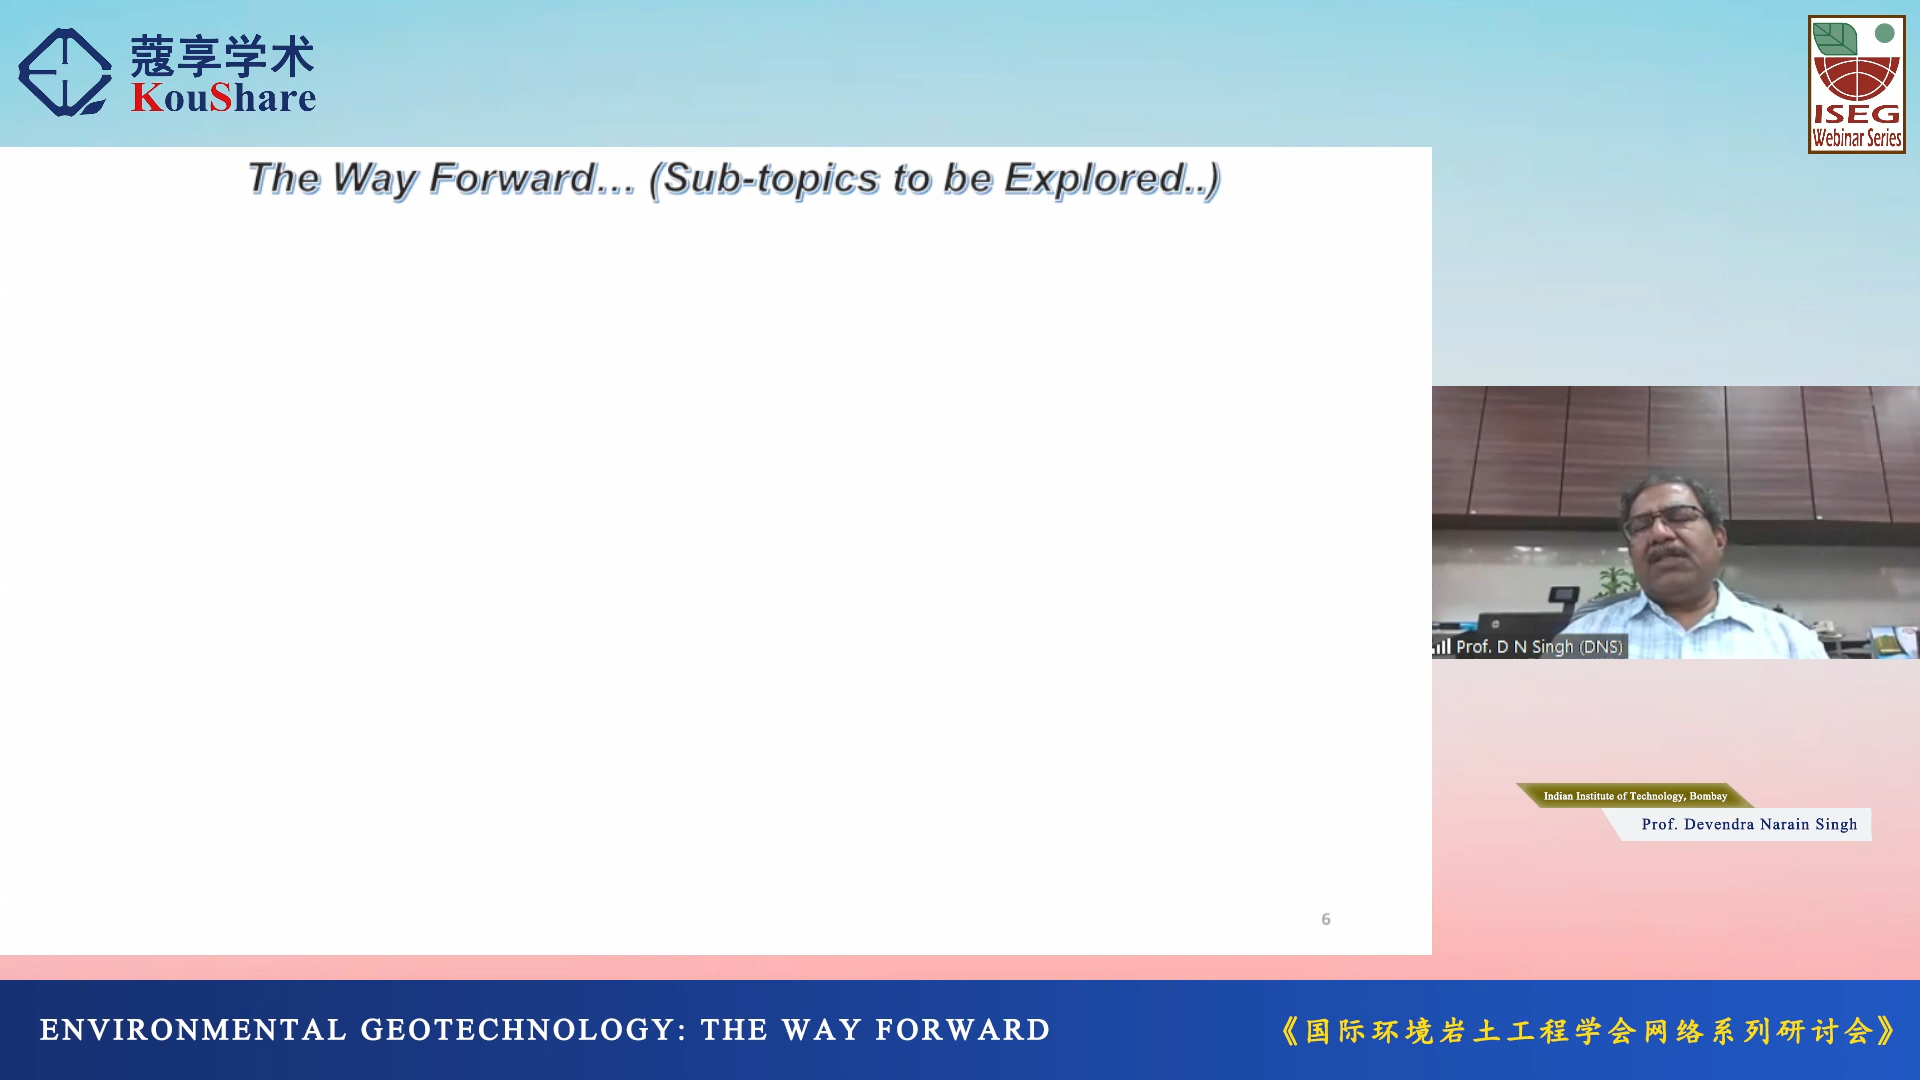 蔻享学术
KouShare
ISEG
Webinar Series
The Way Forward... (Sub-topics to be Explored..)
Prof. D N Singh (DNS)
Indian Institute of Technology, Bombay
Prof. Devendra Narain Singh
6
ENVIRONMENTAL GEOTECHNOLOGY: THE WAY FORWARD
《国际环境岩土工程学会网络系列研讨会》